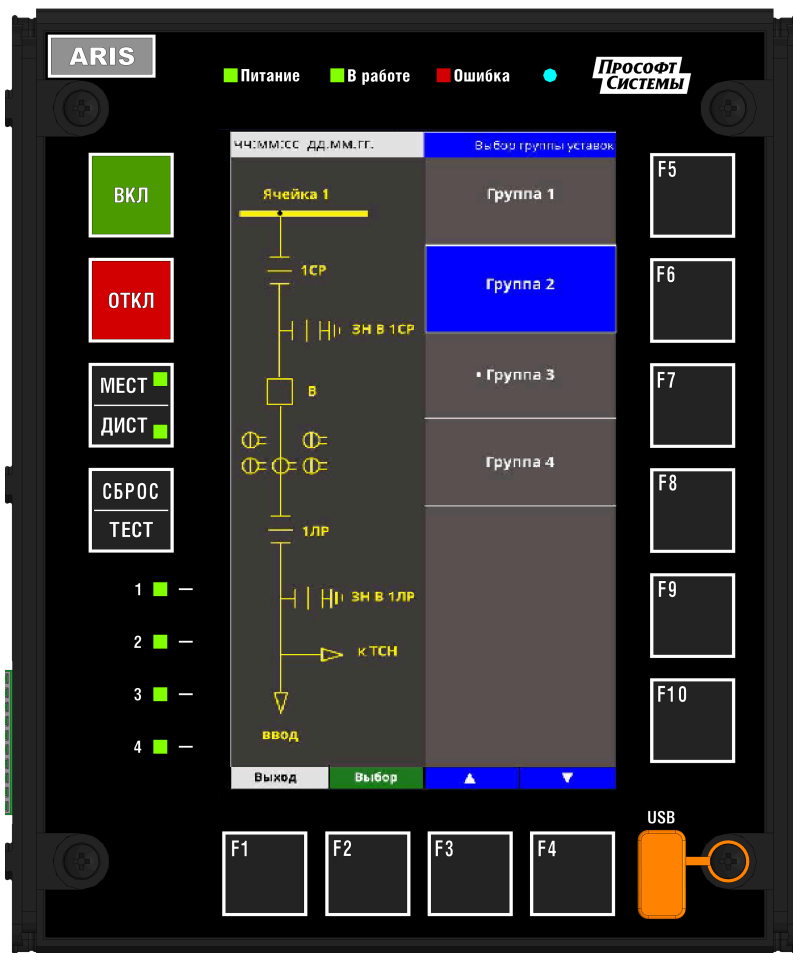 ARIS
Питание
В работе
Ошибка
Прософт
Системы
чч:мм:сс дд.мм.гг.
Выбор группы уставок
ВКЛ
ОТКЛ
МЕСТ
ДИСТ
СБРОС
ТЕСТ
1
2
3
4
Ячейка 1
1СР
ЗН В 1СР
В
1ЛР
ЗН В 1ЛР
к ТСН
ввод
Группа 1
Группа 2
• Группа 3
Группа 4
Выход
Выбор
F5
F6
F7
F8
F9
F10
USB
F1
F2
F3
F4